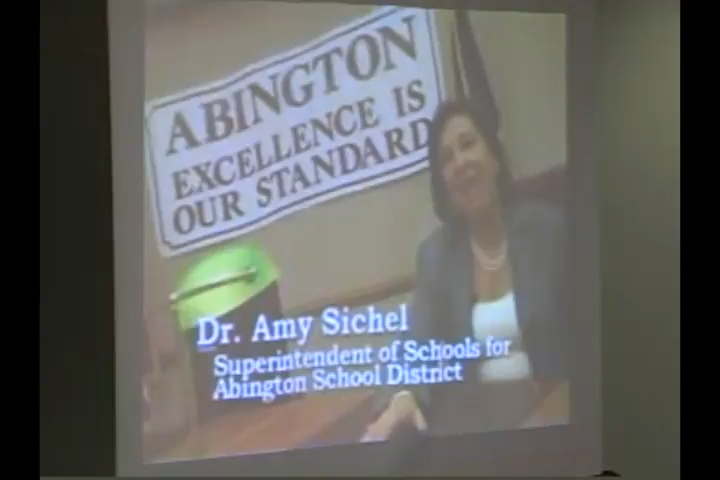 ABINGTON
EXCELLENCE IS
OUR STANDARD
Dr. Amy Sichel
Superintendent of Schools for
Abington School District